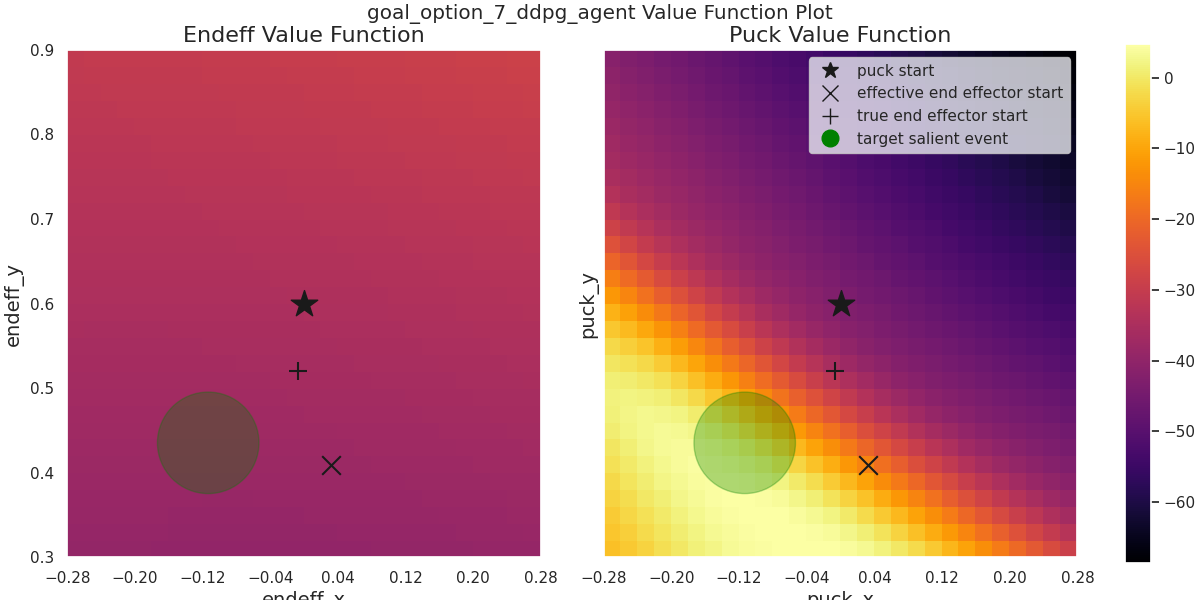 goal_option_7_ddpg_agent Value Function Plot
Endeff Value Function
Puck Value Function
0.9
0.8
0.7
0.6
0.5
0.4
0.3
endeff_y
−0.28 −0.20 −0.12 −0.04 0.04 0.12 0.20 0.28
endeff_x
puck_y
puck start
effective end effector start
true end effector start
target salient event
−0.28 −0.20 −0.12 −0.04 0.04 0.12 0.20 0.28
puck_x
0
−10
−20
−30
−40
−50
−60